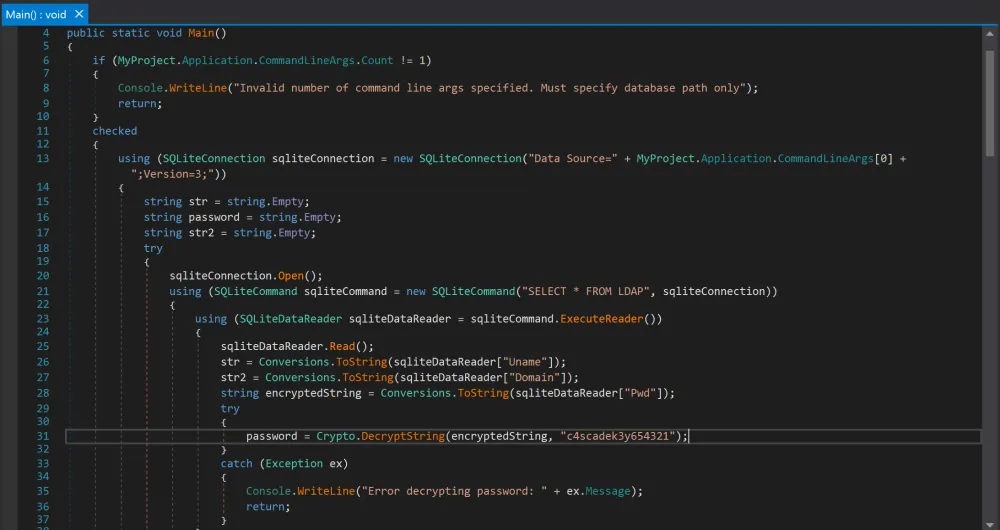 Main() : void ×
4 public static void Main()
5 {
6 if (MyProject.Application.CommandLineArgs.Count != 1)
7 {
8 Console.WriteLine("Invalid number of command line args specified. Must specify database path only");
9 return;
10 }
11 checked
12 {
13 using (SQLiteConnection sqliteConnection = new SQLiteConnection("Data Source=" + MyProject.Application.CommandLineArgs[0] +
";Version=3;"))
14 {
15 string str = string.Empty;
16 string password = string.Empty;
17 string str2 = string.Empty;
18 try
19 {
20 sqliteConnection.Open();
21 using (SQLiteCommand sqliteCommand = new SQLiteCommand("SELECT * FROM LDAP", sqliteConnection))
22 {
23 using (SQLiteDataReader sqliteDataReader = sqliteCommand.ExecuteReader())
24 {
25 sqliteDataReader.Read();
26 str = Conversions.ToString(sqliteDataReader["Uname"]);
27 str2 = Conversions.ToString(sqliteDataReader["Domain"]);
28 string encryptedString = Conversions.ToString(sqliteDataReader["Pwd"]);
29 try
30 {
31 password = Crypto.DecryptString(encryptedString, "c4scadek3y654321");
32 }
33 catch (Exception ex)
34 {
35 Console.WriteLine("Error decrypting password: " + ex.Message);
36 return;
37 }